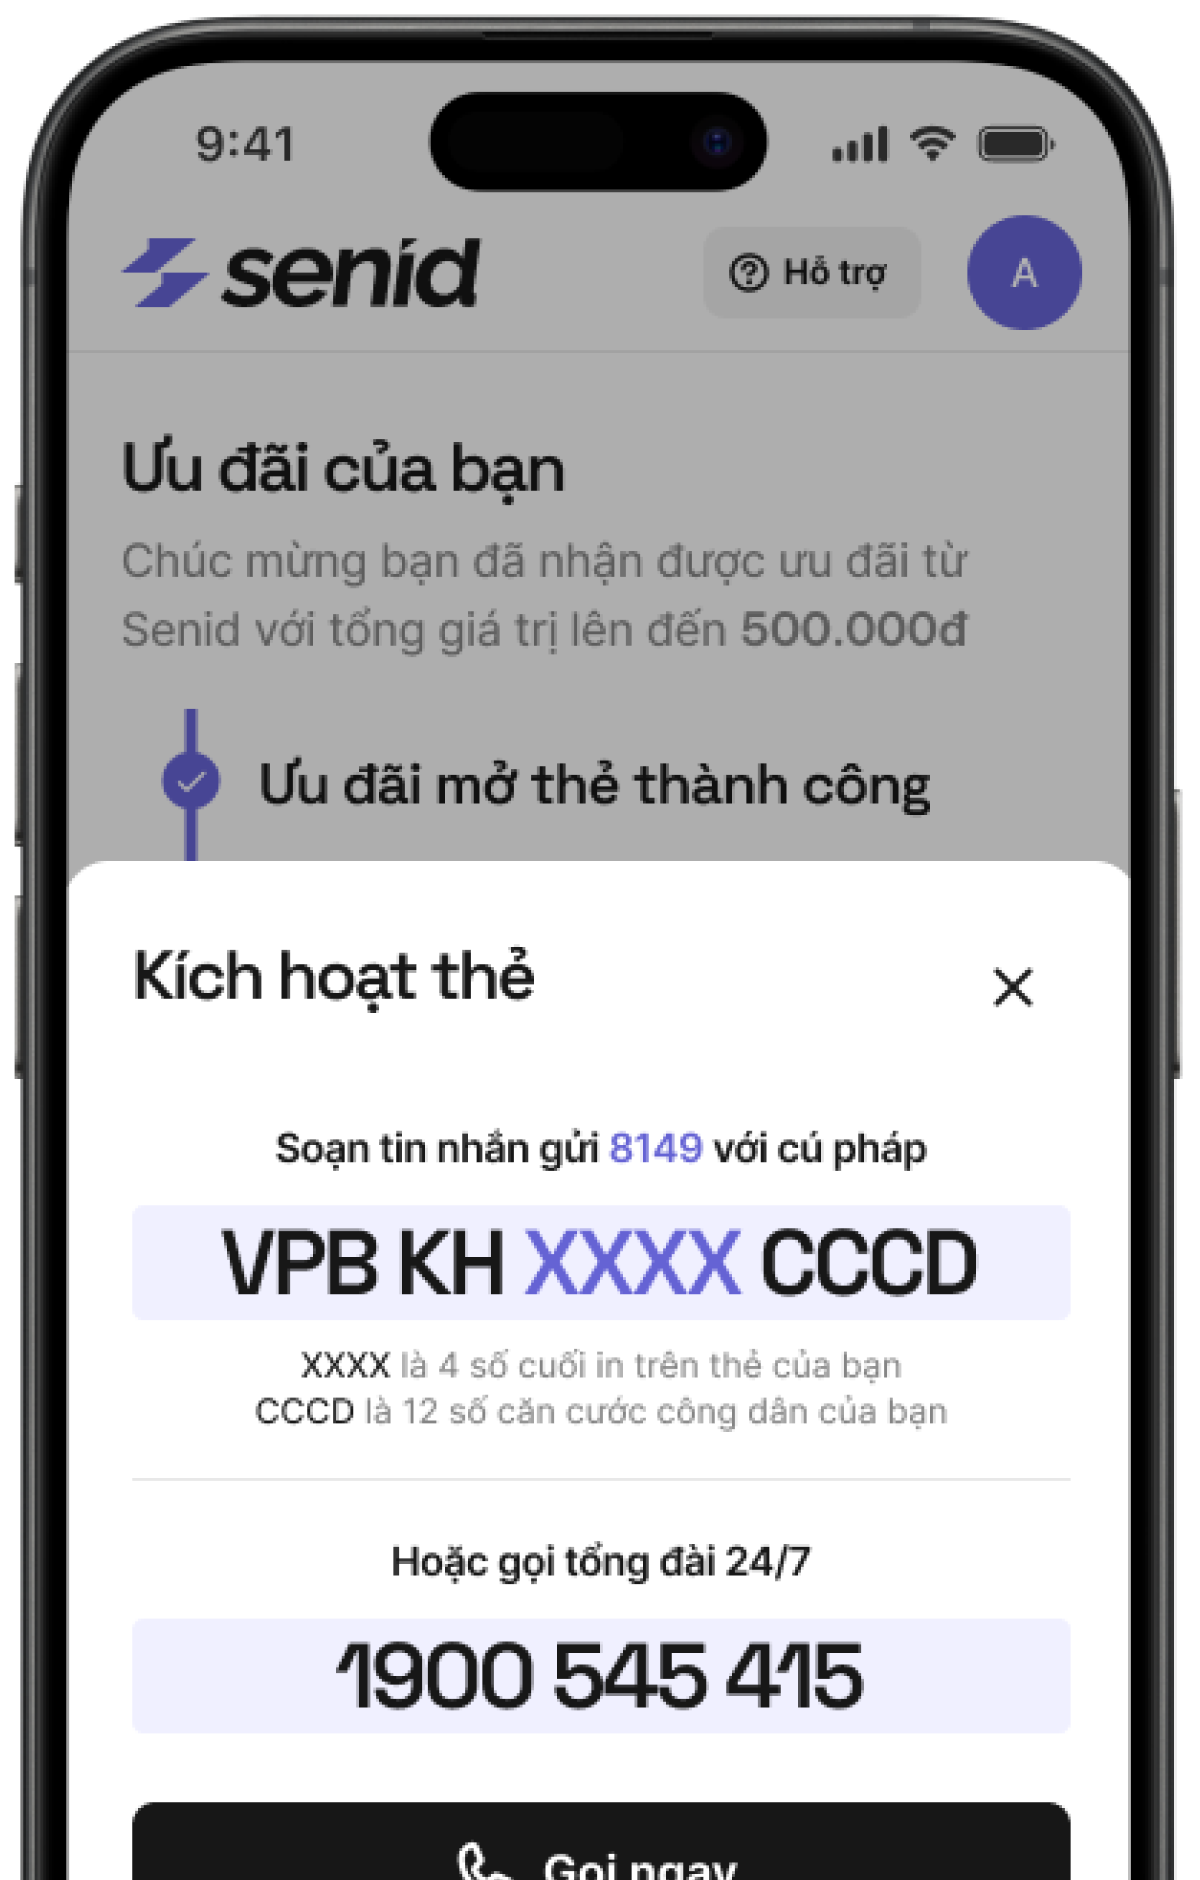 9:41
senid
Hỗ trợ
A
Ưu đãi của bạn
Chúc mừng bạn đã nhận được ưu đãi từ
Senid với tổng giá trị lên đến 500.000đ
Ưu đãi mở thẻ thành công
Kích hoạt thẻ
Soạn tin nhắn gửi 8149 với cú pháp
VPB KH XXXX CCCD
XXXX là 4 số cuối in trên thẻ của bạn
CCCD là 12 số căn cước công dân của bạn
Hoặc gọi tổng đài 24/7
1900 545 415
Gọi ngay